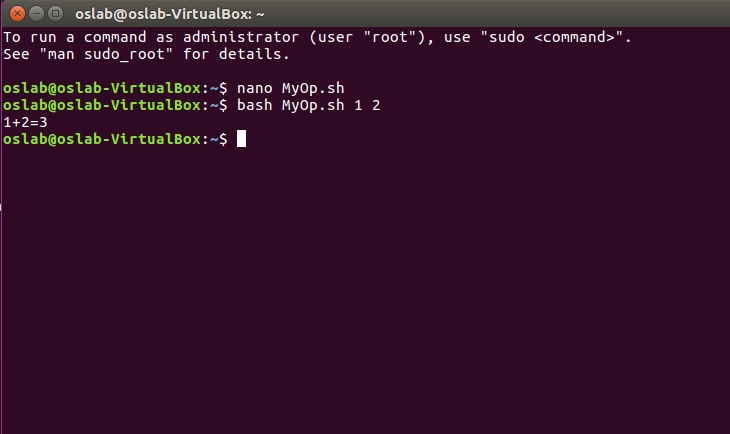 oslab@oslab-VirtualBox: ~
To run a command as administrator (user "root"), use "sudo <command>".
See "man sudo_root" for details.
oslab@oslab-VirtualBox:~$ nano MyOp.sh
oslab@oslab-VirtualBox:~$ bash MyOp.sh 1 2
1+2=3
oslab@oslab-VirtualBox:~$